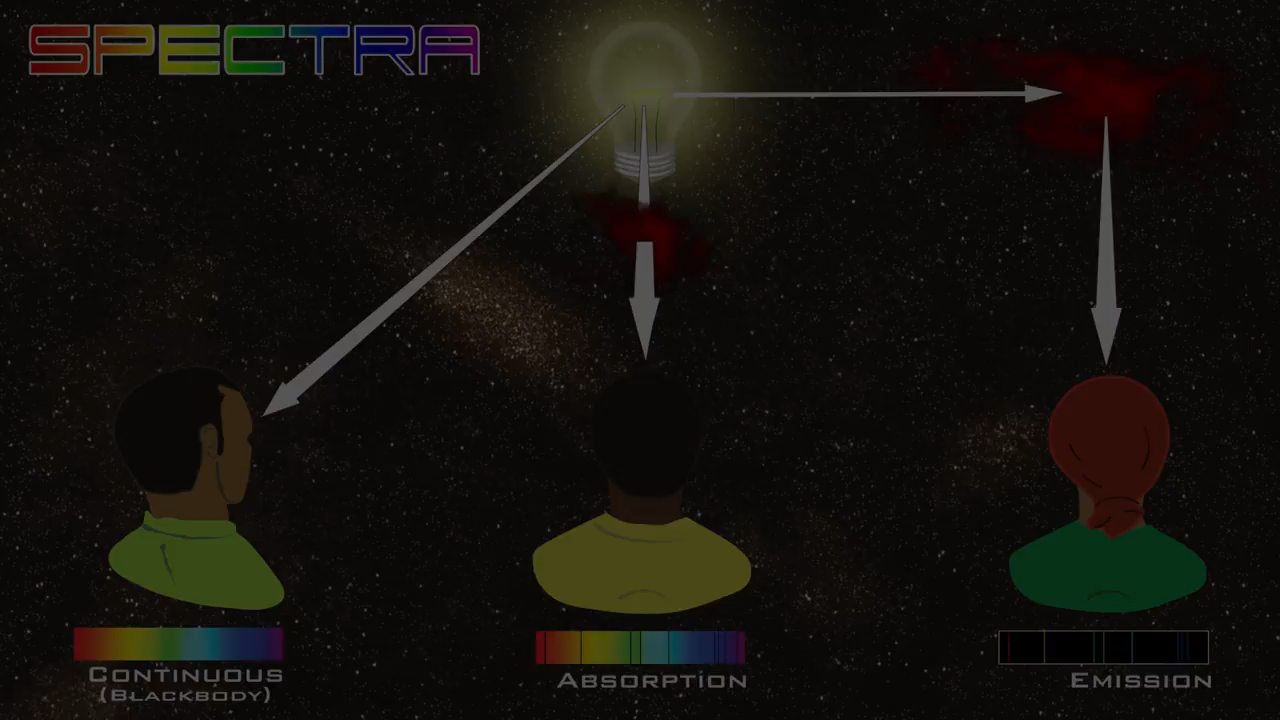 SPECTRA
CONTINUOUS
(BLACKBODY)
ABSORPTION
EMISSION